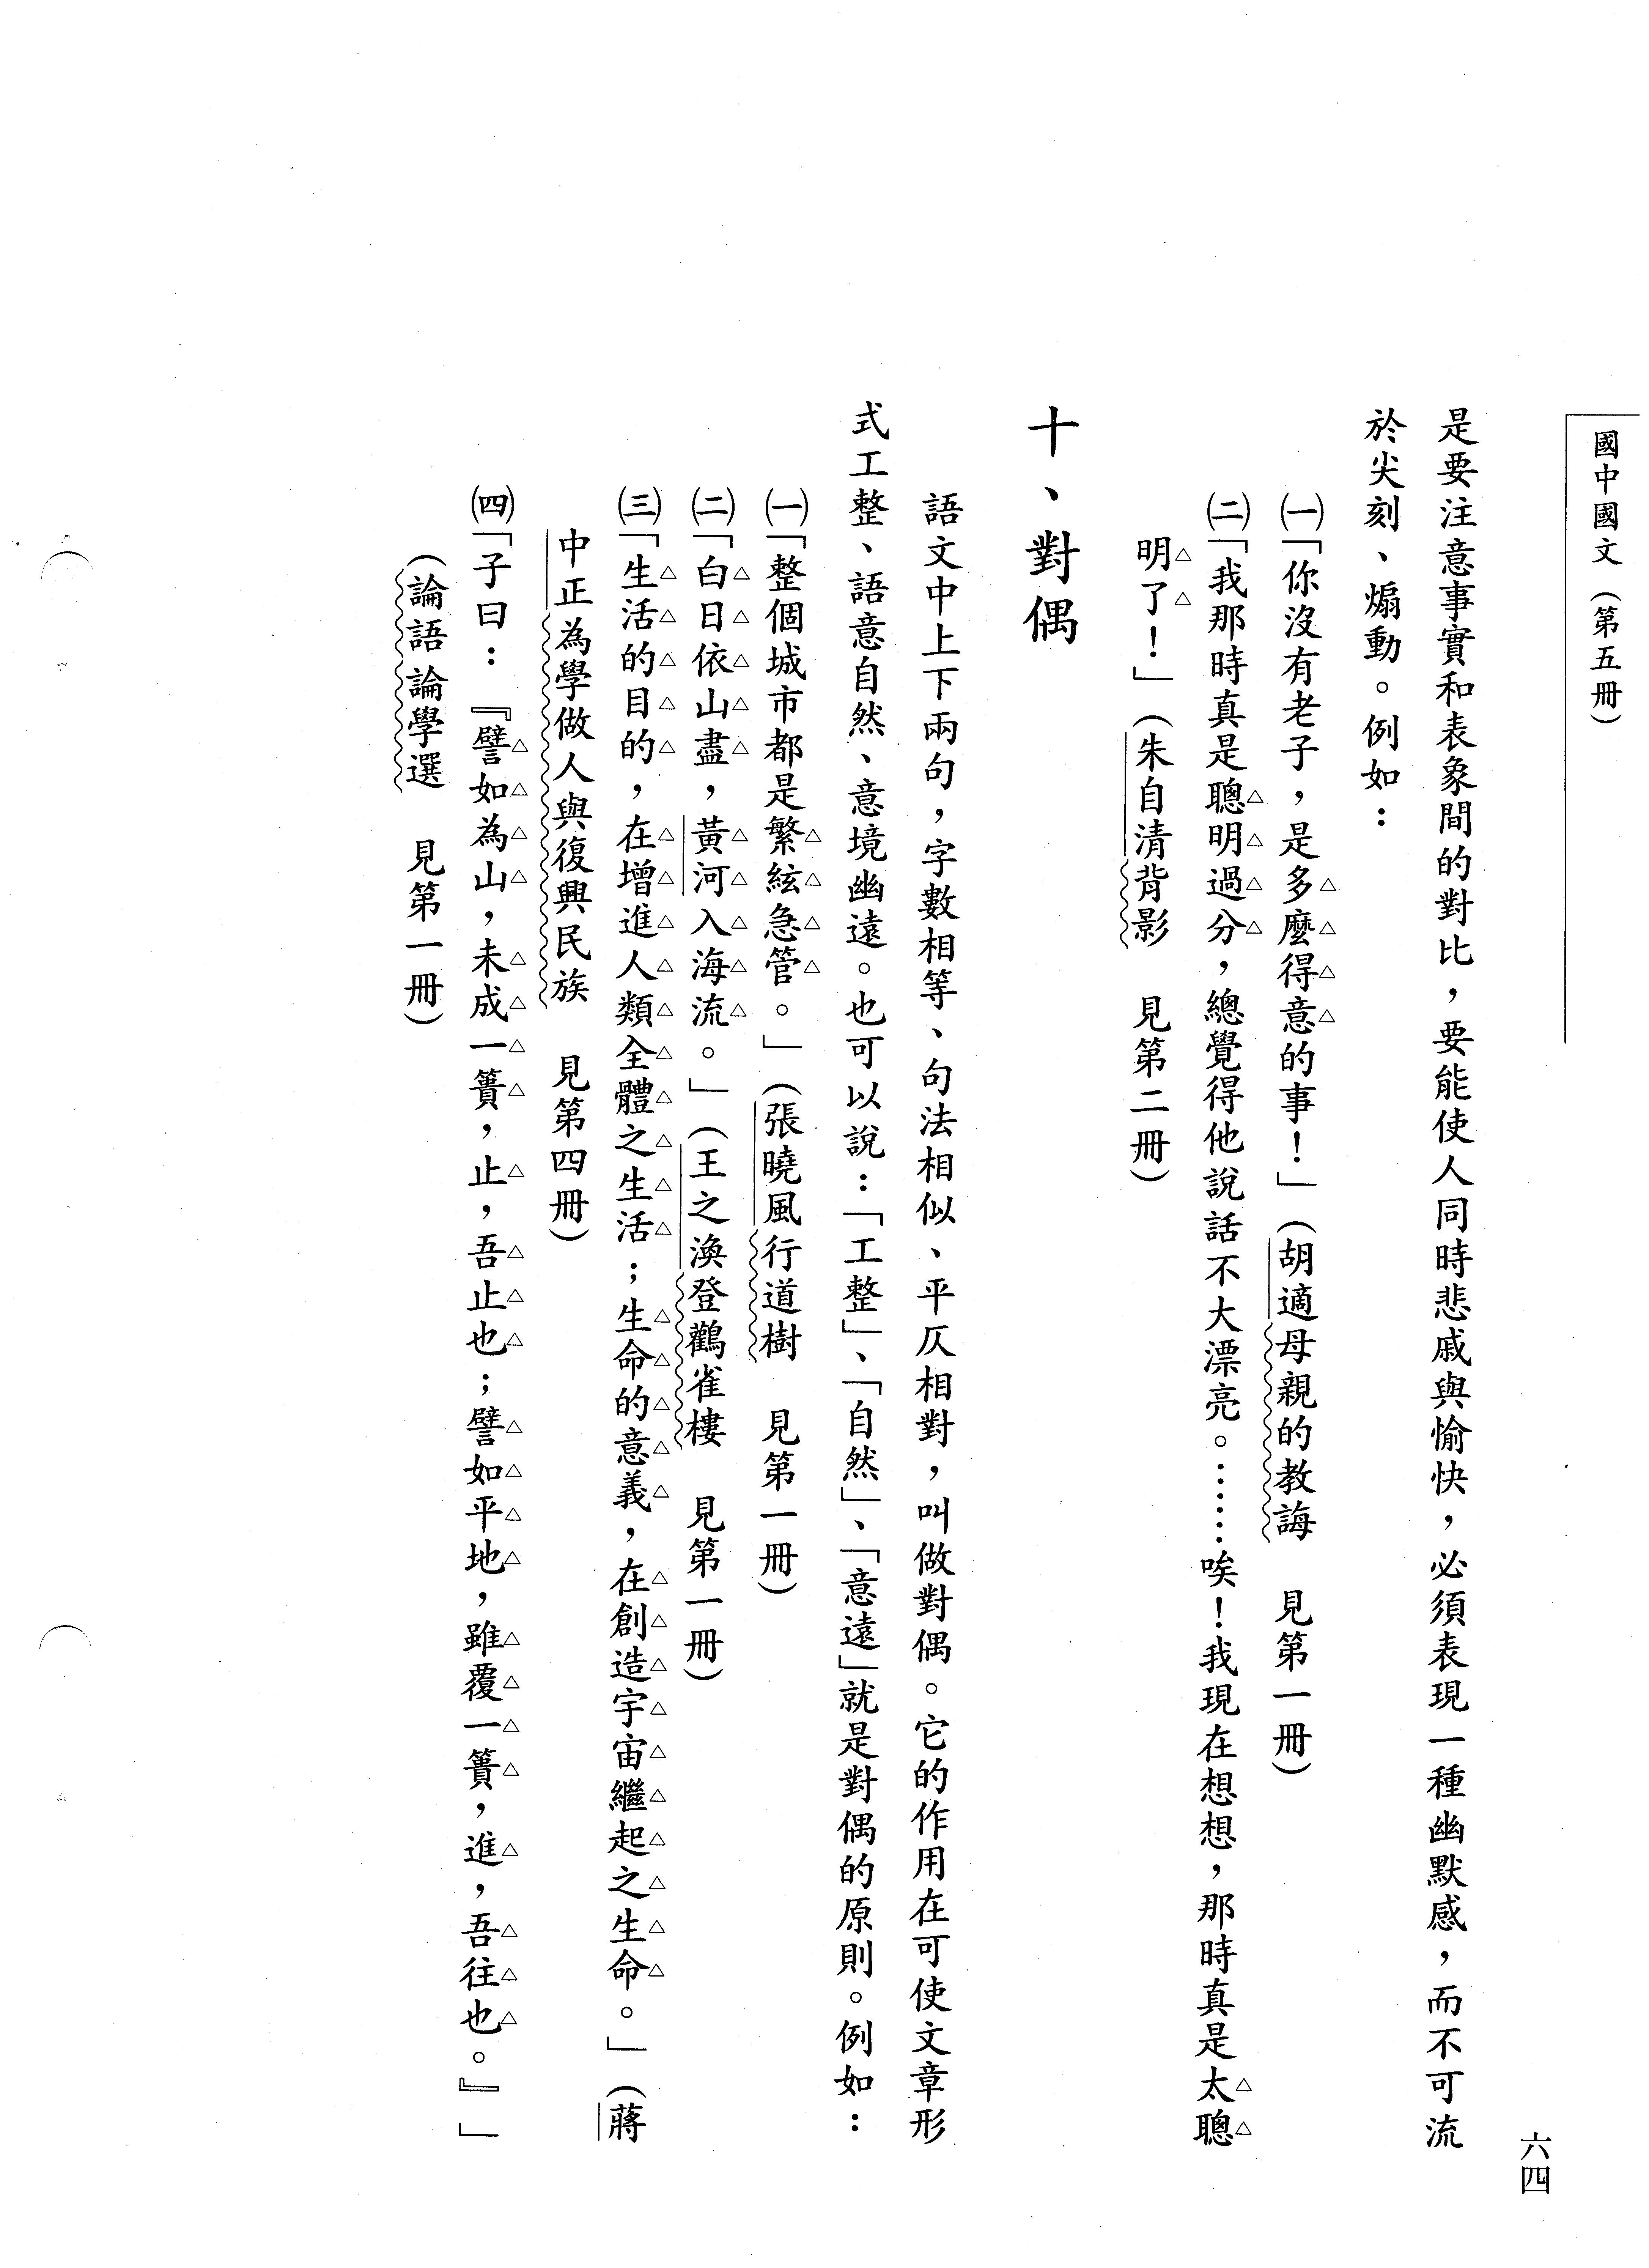 國中國文（第五冊）
六四
是要注意事實和表象間的對比，要能使人同時悲戚與愉快，必須表現一種幽默感，而不可流
於尖刻、煽動。例如：
㈠「你沒有老子，是多麼得意的事！」（胡適母親的教誨　見第一冊）
㈡「我那時真是聰明過分，總覺得他說話不大漂亮。……唉！我現在想想，那時真是太聰
明了！」（朱自清背影　見第二冊）
十、對偶
語文中上下兩句，字數相等、句法相似、平仄相對，叫做對偶。它的作用在可使文章形
式工整、語意自然、意境幽遠。也可以說：「工整」、「自然」、「意遠」就是對偶的原則。例如：
㈠「整個城市都是繁絃急管。」（張曉風行道樹　見第一冊）
㈡「白日依山盡，黃河入海流。」（王之渙登鸛雀樓　見第一冊）
㈢「生活的目的，在增進人類全體之生活；生命的意義，在創造宇宙繼起之生命。」（蔣
中正為學做人與復興民族　見第四冊）
㈣「子曰：『譬如為山，未成一簣，止，吾止也；譬如平地，雖覆一簣，進，吾往也。』」
（論語論學選　見第一冊）